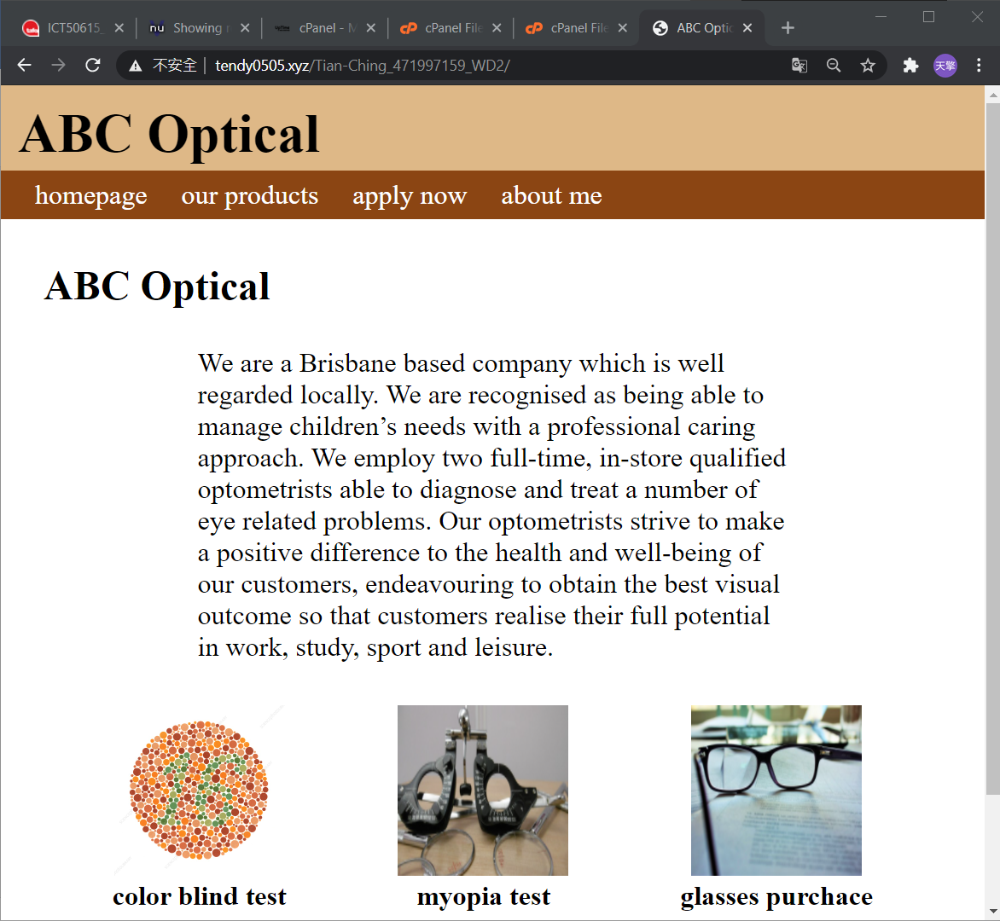 ICT50615_
Showing r
cPanel - M
cPanel File
cPanel File
ABC Optic
不安全
tendy0505.xyz/Tian-Ching_471997159_WD2/
天擎
ABC Optical
homepage our products apply now about me
ABC Optical
We are a Brisbane based company which is well
regarded locally. We are recognised as being able to
manage children’s needs with a professional caring
approach. We employ two full-time, in-store qualified
optometrists able to diagnose and treat a number of
eye related problems. Our optometrists strive to make
a positive difference to the health and well-being of
our customers, endeavouring to obtain the best visual
outcome so that customers realise their full potential
in work, study, sport and leisure.
color blind test
myopia test
glasses purchace